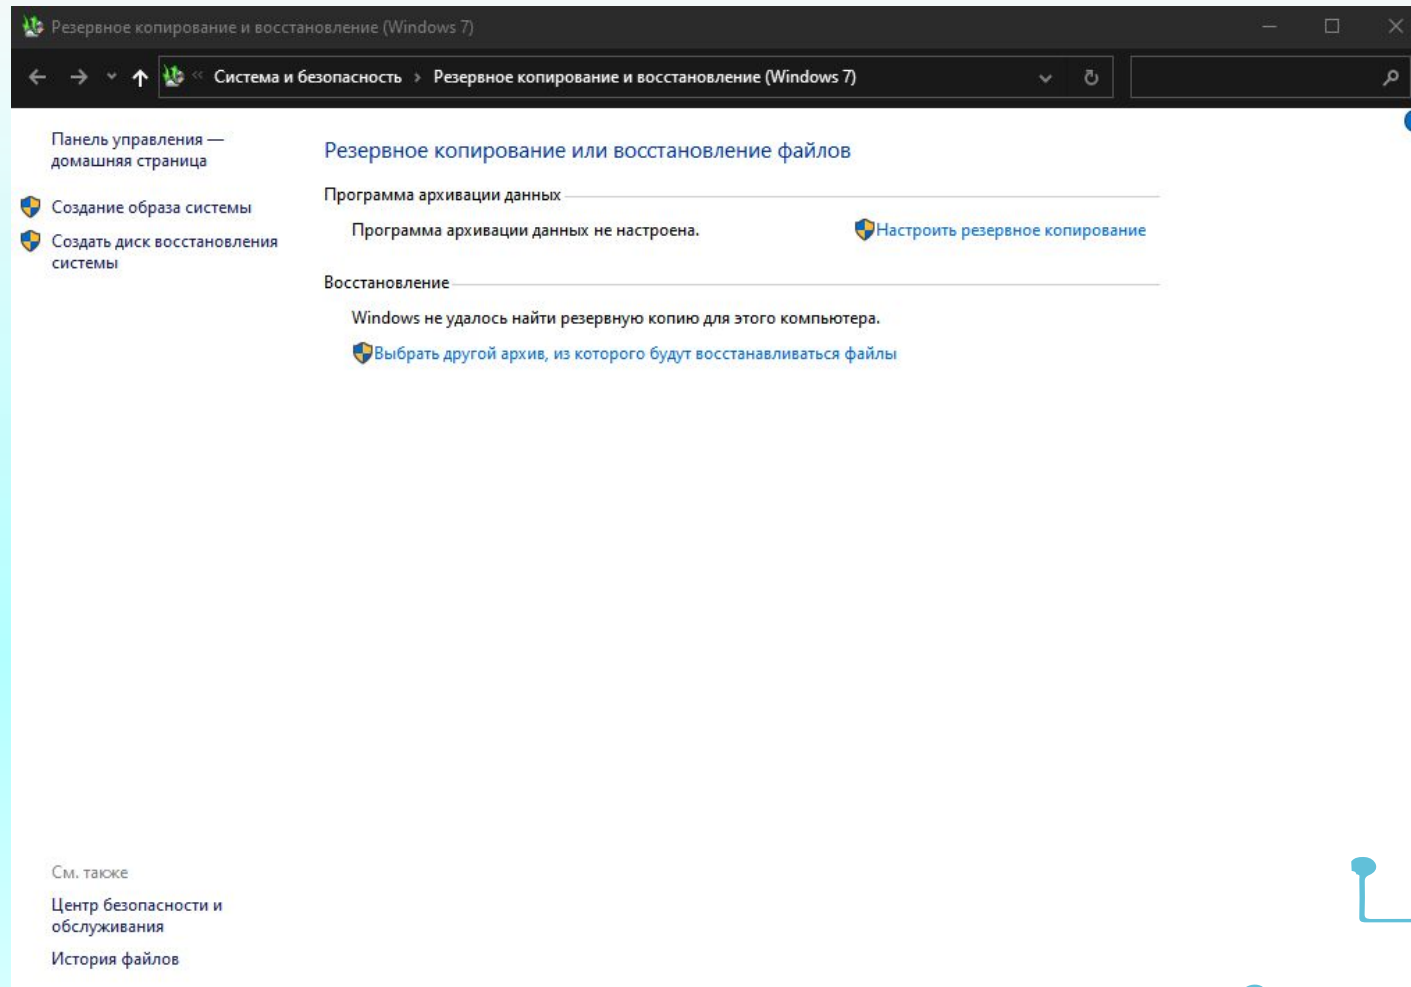 Резервное копирование и восстановление (Windows 7)
« Система и безопасность › Резервное копирование и восстановление (Windows 7)
Панель управления —
домашняя страница
Создание образа системы
Создать диск восстановления
системы
Резервное копирование или восстановление файлов
Программа архивации данных
Программа архивации данных не настроена.
Настроить резервное копирование
Восстановление
Windows не удалось найти резервную копию для этого компьютера.
Выбрать другой архив, из которого будут восстанавливаться файлы
См. также
Центр безопасности и
обслуживания
История файлов